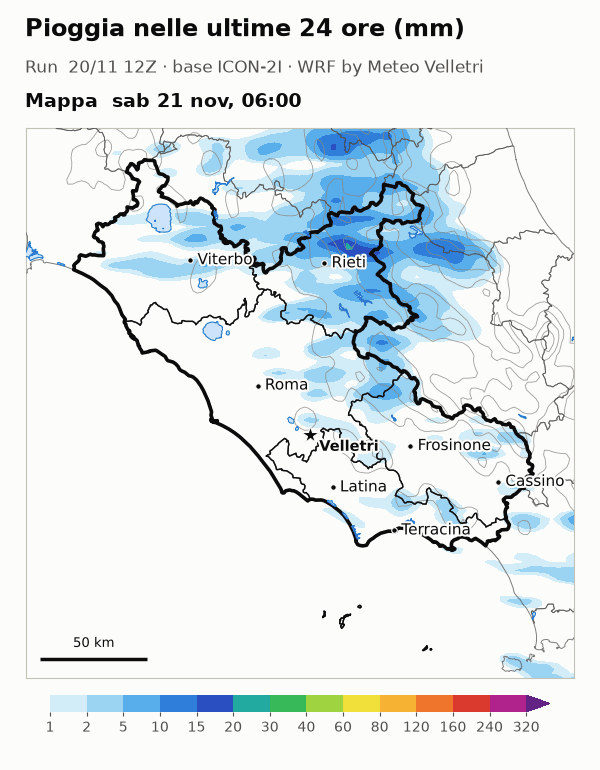 Pioggia nelle ultime 24 ore (mm)
Run  20/11 12Z · base ICON-2I · WRF by Meteo Velletri
Mappa  sab 21 nov, 06:00
Viterbo
Rieti
Roma
Velletri
Frosinone
Latina
Cassino
Terracina
50 km
1 2 5 10 15 20 30 40 60 80 120 160 240 320